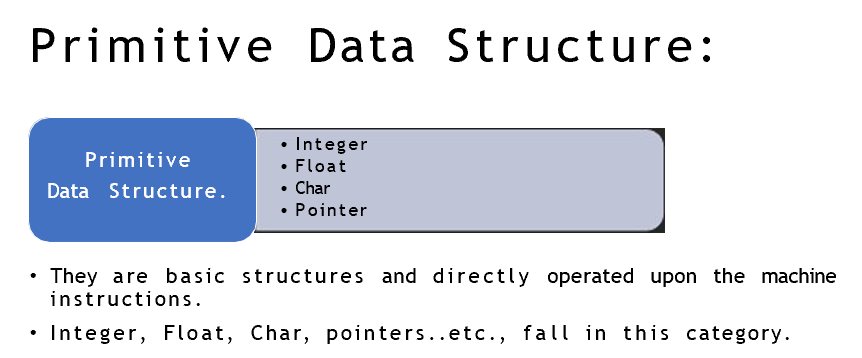 Primitive Data Structure:
Primitive
Data Structure.
• Integer
• Float
• Char
• Pointer
• They are basic structures and directly operated upon the machine
instructions.
• Integer, Float, Char, pointers..etc., fall in this category.